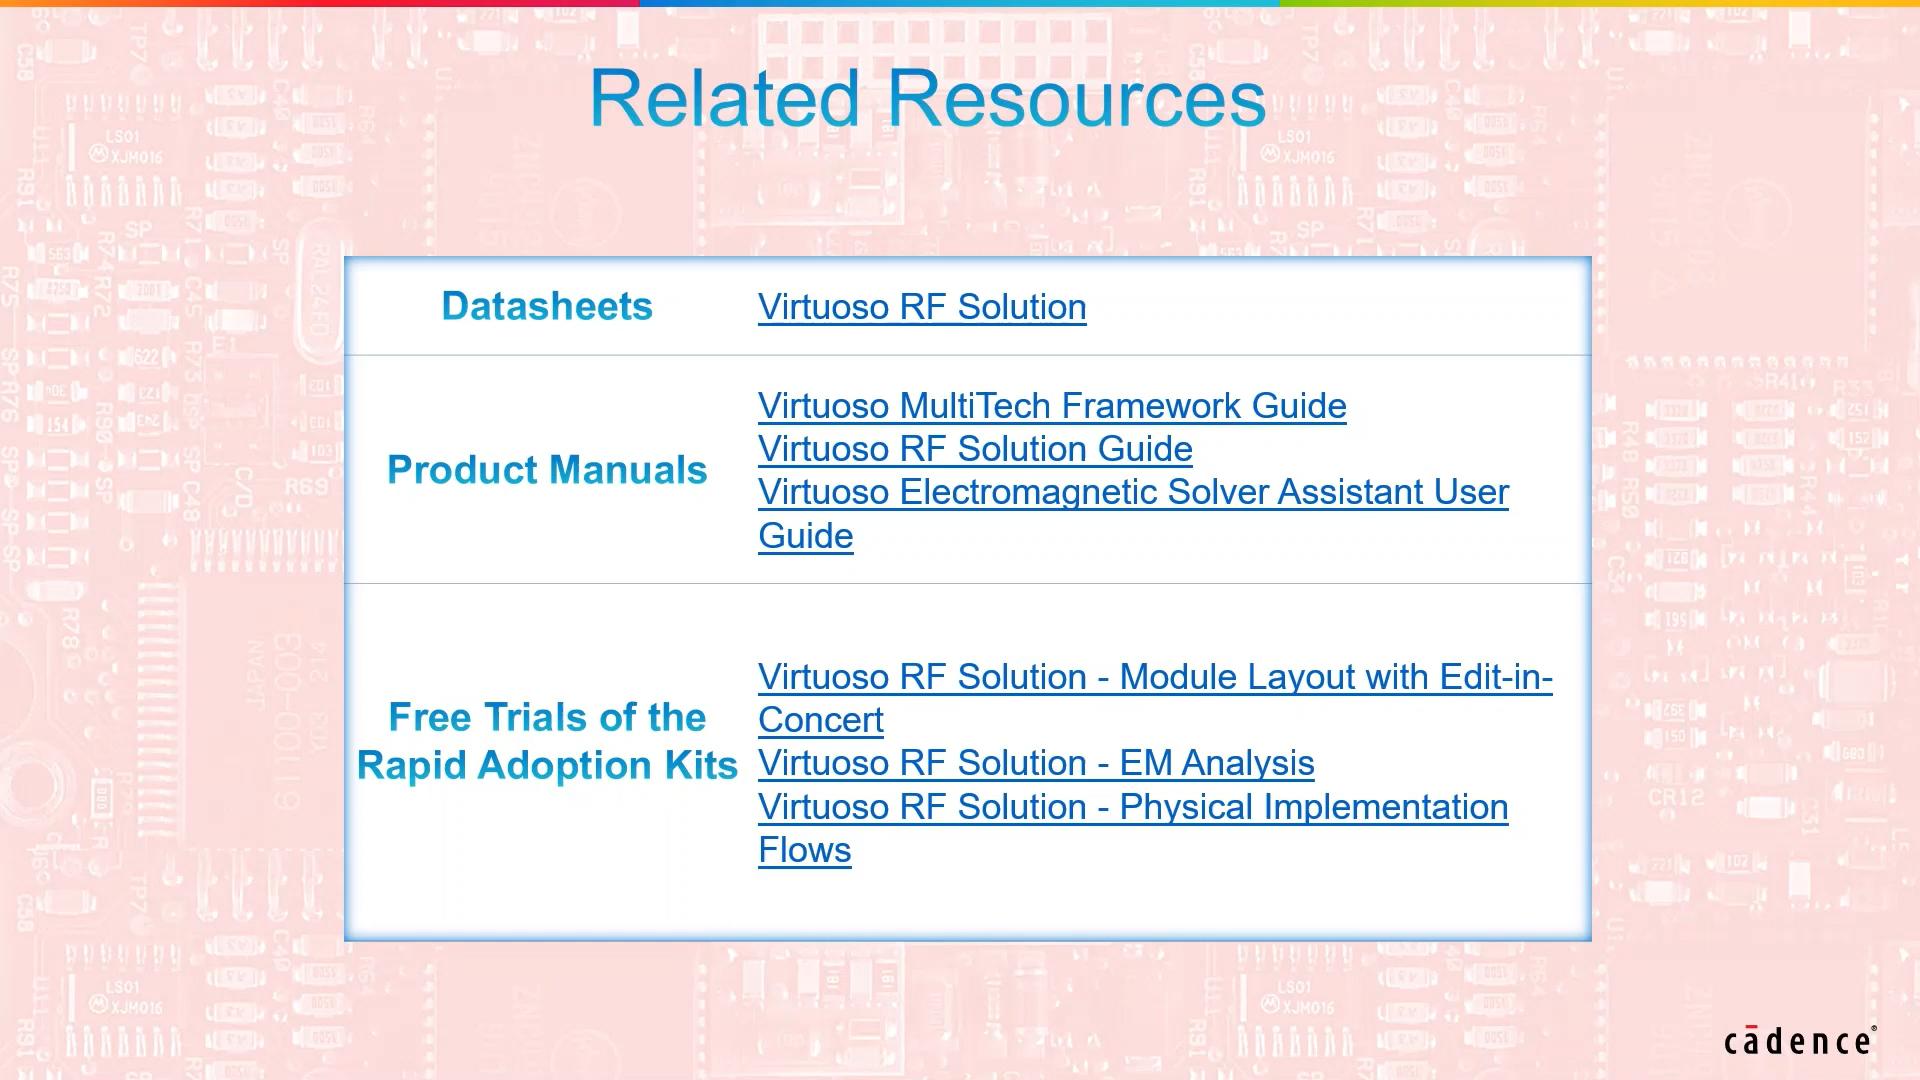 Related Resources
Datasheets
Virtuoso RF Solution
Product Manuals
Virtuoso MultiTech Framework Guide
Virtuoso RF Solution Guide
Virtuoso Electromagnetic Solver Assistant User
Guide
Free Trials of the
Rapid Adoption Kits
Virtuoso RF Solution - Module Layout with Edit-in-
Concert
Virtuoso RF Solution - EM Analysis
Virtuoso RF Solution - Physical Implementation
Flows
cādence®